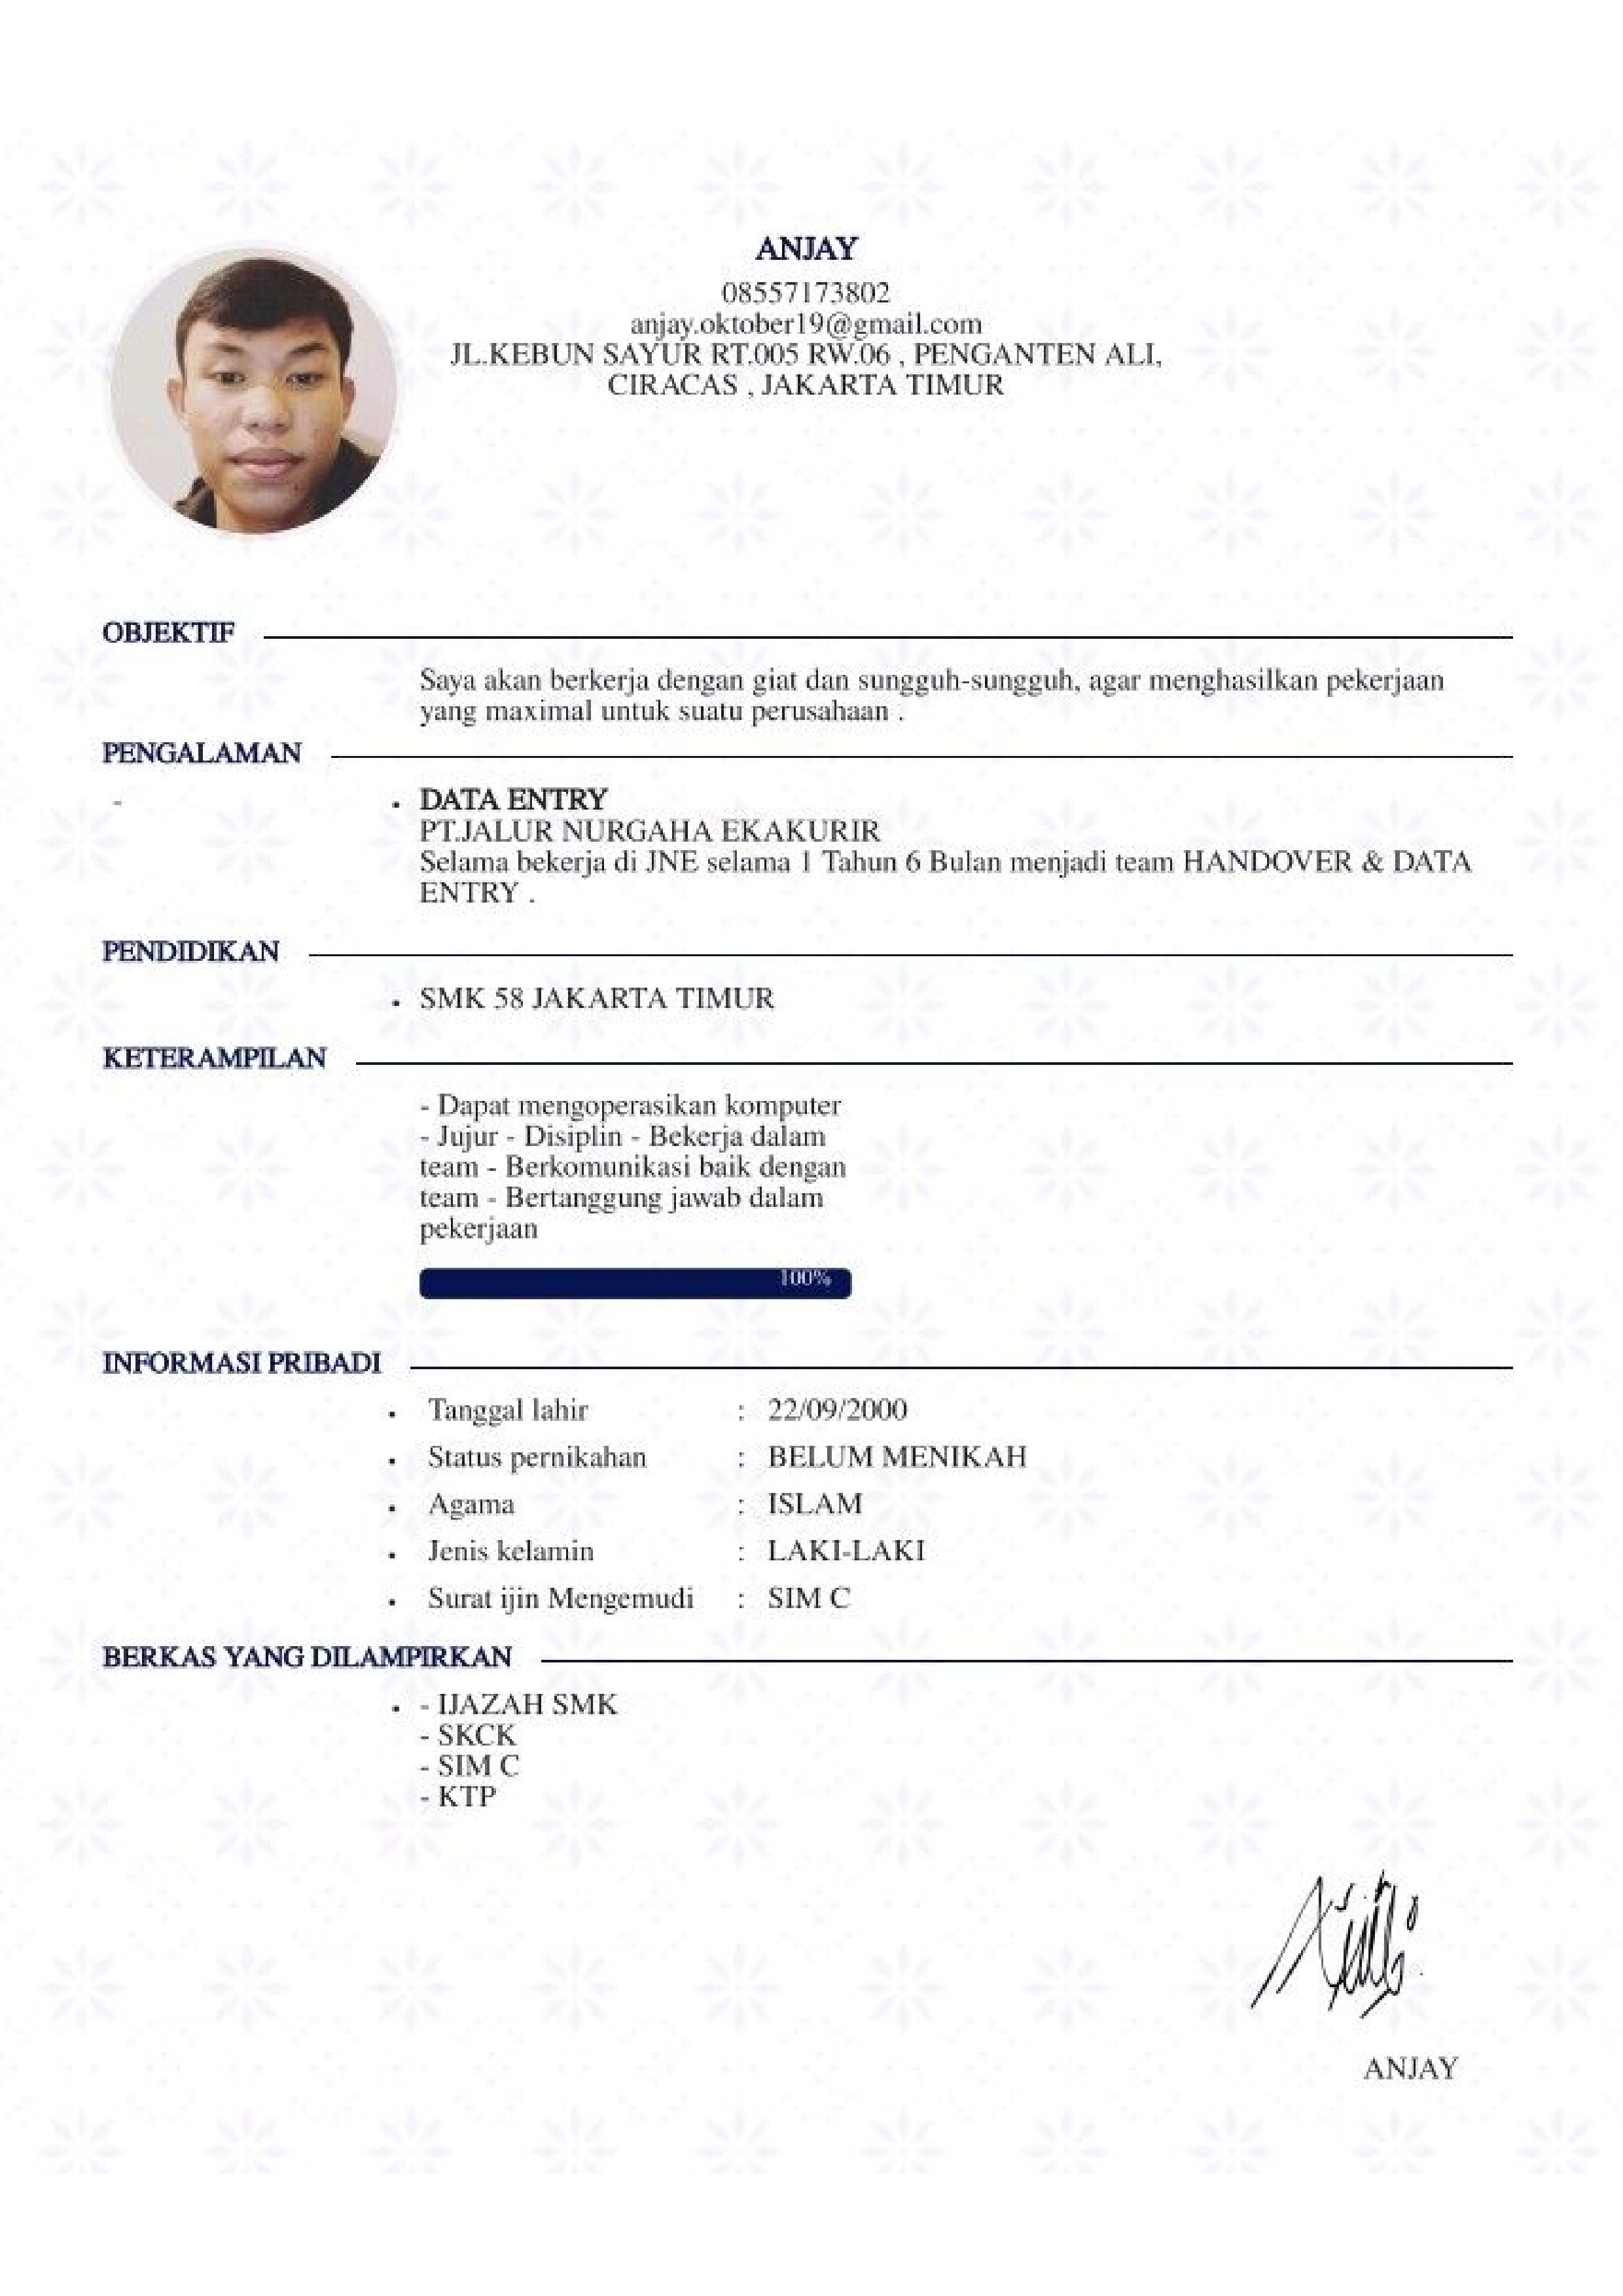 ANJAY
08557173802
anjay.oktober19@gmail.com
JL.KEBUN SAYUR RT.005 RW.06 , PENGANTEN ALI,
CIRACAS , JAKARTA TIMUR
OBJEKTIF
Saya akan berkerja dengan giat dan sungguh-sungguh, agar menghasilkan pekerjaan
yang maximal untuk suatu perusahaan .
PENGALAMAN
-
• DATA ENTRY
PT.JALUR NURGAHA EKAKURIR
Selama bekerja di JNE selama 1 Tahun 6 Bulan menjadi team HANDOVER & DATA
ENTRY .
PENDIDIKAN
• SMK 58 JAKARTA TIMUR
KETERAMPILAN
- Dapat mengoperasikan komputer
- Jujur - Disiplin - Bekerja dalam
team - Berkomunikasi baik dengan
team - Bertanggung jawab dalam
pekerjaan
100%
INFORMASI PRIBADI
• Tanggal lahir : 22/09/2000
• Status pernikahan : BELUM MENIKAH
• Agama : ISLAM
• Jenis kelamin : LAKI-LAKI
• Surat ijin Mengemudi : SIM C
BERKAS YANG DILAMPIRKAN
• - IJAZAH SMK
- SKCK
- SIM C
- KTP
ANJAY